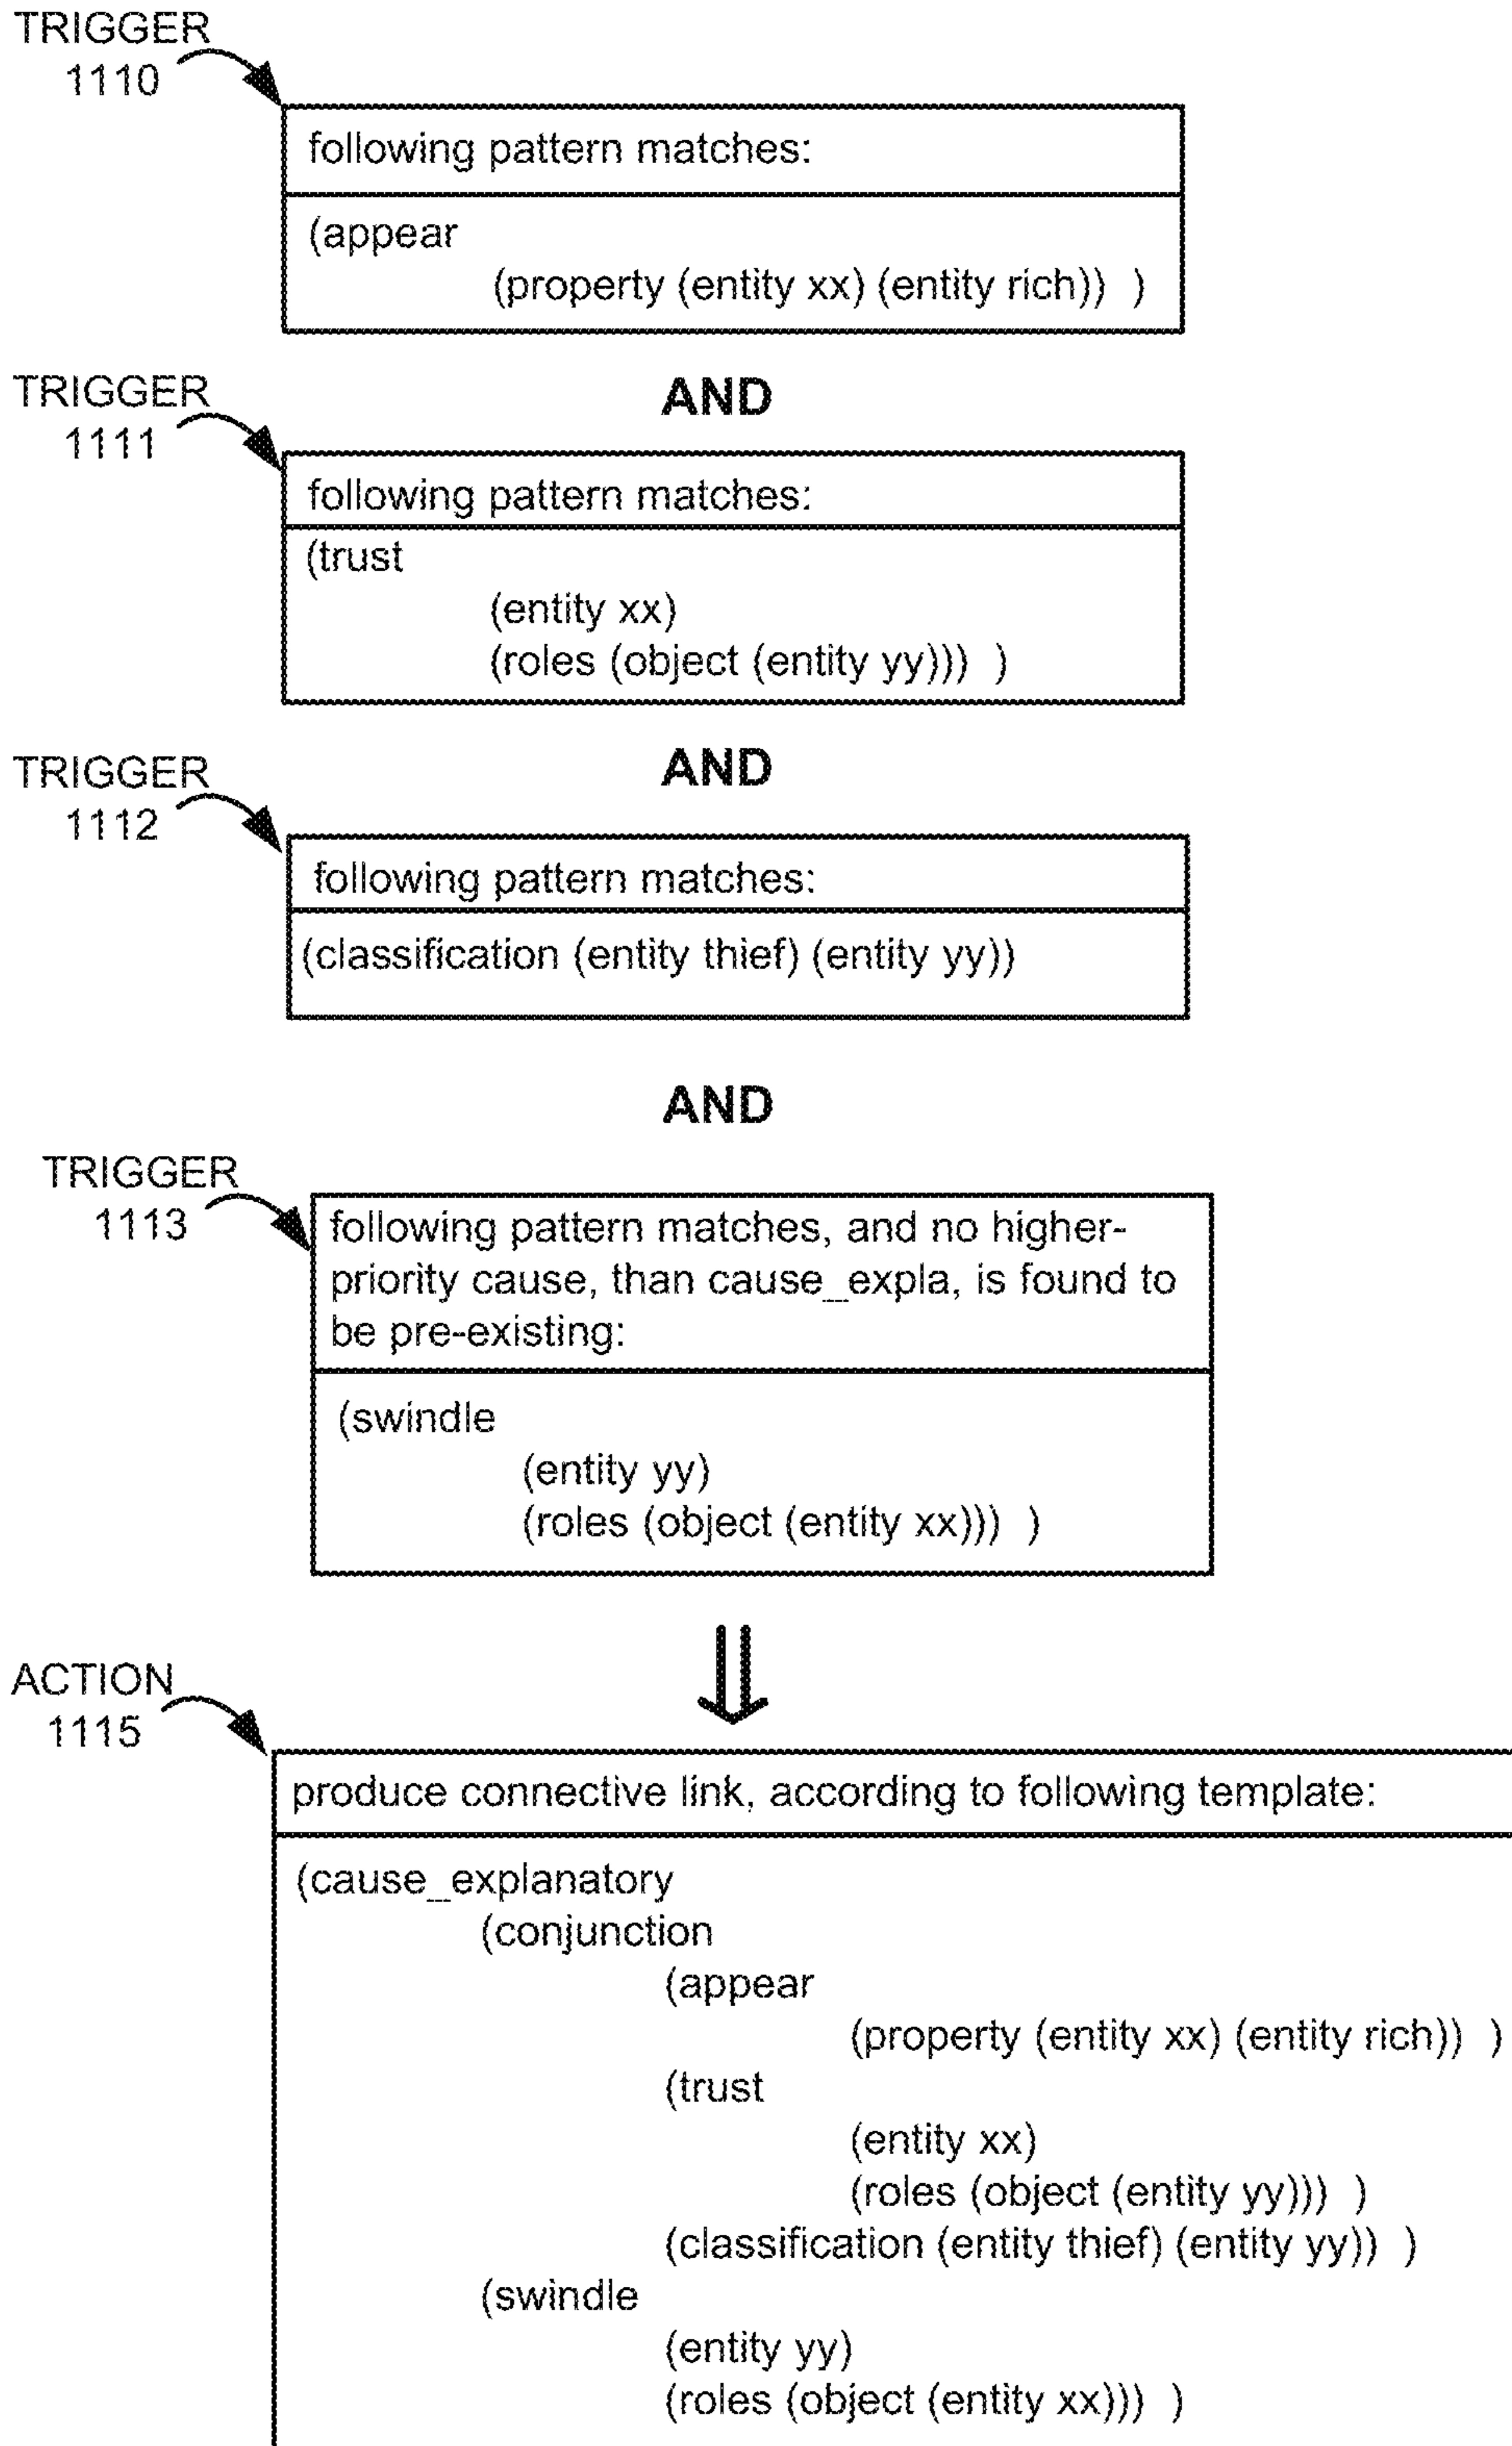 TRIGGER
1110
following pattern matches:
(appear
(property (entity xx) (entity rich)) )
AND
TRIGGER
1111
following pattern matches:
(trust
(entity xx)
(roles (object (entity yy))) )
AND
TRIGGER
1112
following pattern matches:
(classification (entity thief) (entity yy))
AND
TRIGGER
1113
following pattern matches, and no higher-
priority cause, than cause_expla, is found to
be pre-existing:
(swindle
(entity yy)
(roles (object (entity xx))) )
ACTION
1115
produce connective link, according to following template:
(cause_explanatory
(conjunction
(appear
(property (entity xx) (entity rich)) )
(trust
(entity xx)
(roles (object (entity yy))) )
(classification (entity thief) (entity yy)) )
(swindle
(entity yy)
(roles (object (entity xx))) )